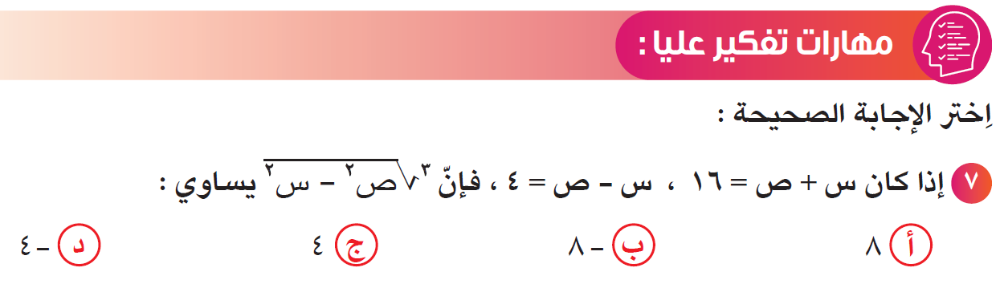 مهارات تفكير عليا :
اِختر الإجابة الصحيحة :
٧ إذا كان س + ص = ١٦ ، س – ص = ٤ ، فإنّ ∛(ص² – س²) يساوي :
أ ٨ ب – ٨ ج ٤ د – ٤